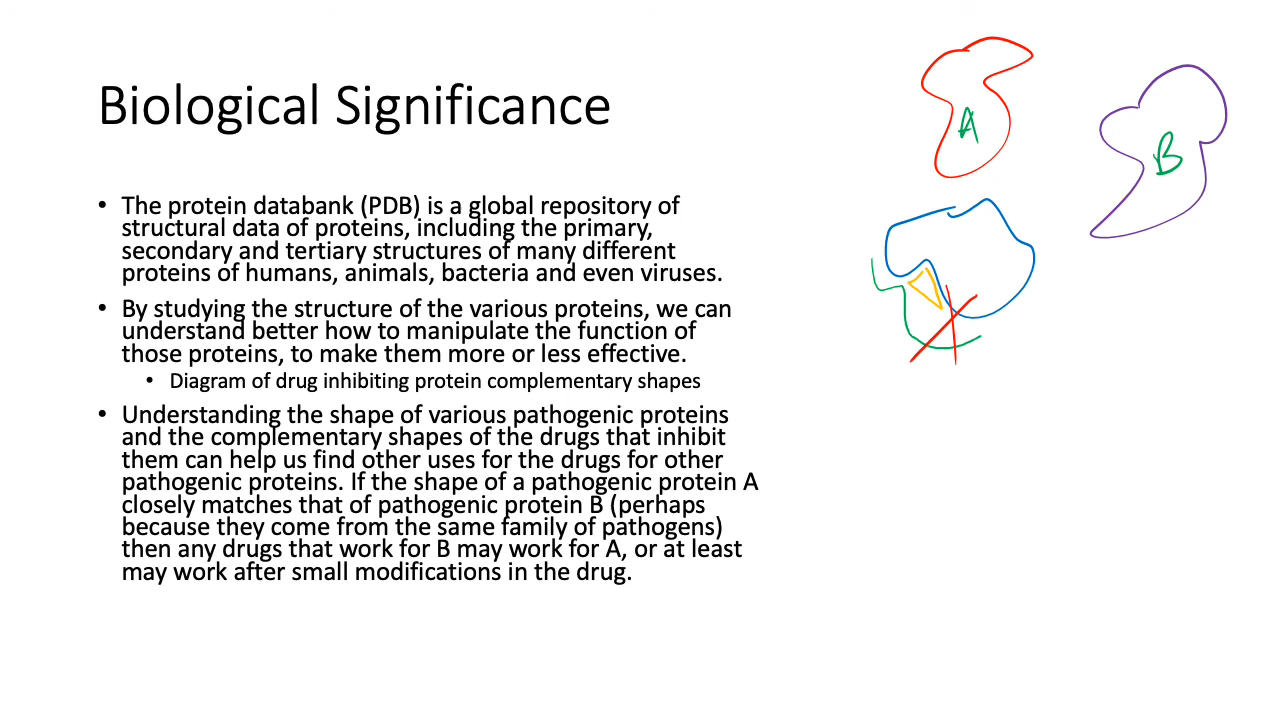 Biological Significance
• The protein databank (PDB) is a global repository of
structural data of proteins, including the primary,
secondary and tertiary structures of many different
proteins of humans, animals, bacteria and even viruses.
• By studying the structure of the various proteins, we can
understand better how to manipulate the function of
those proteins, to make them more or less effective.
• Diagram of drug inhibiting protein complementary shapes
• Understanding the shape of various pathogenic proteins
and the complementary shapes of the drugs that inhibit
them can help us find other uses for the drugs for other
pathogenic proteins. If the shape of a pathogenic protein A
closely matches that of pathogenic protein B (perhaps
because they come from the same family of pathogens)
then any drugs that work for B may work for A, or at least
may work after small modifications in the drug.
A
B